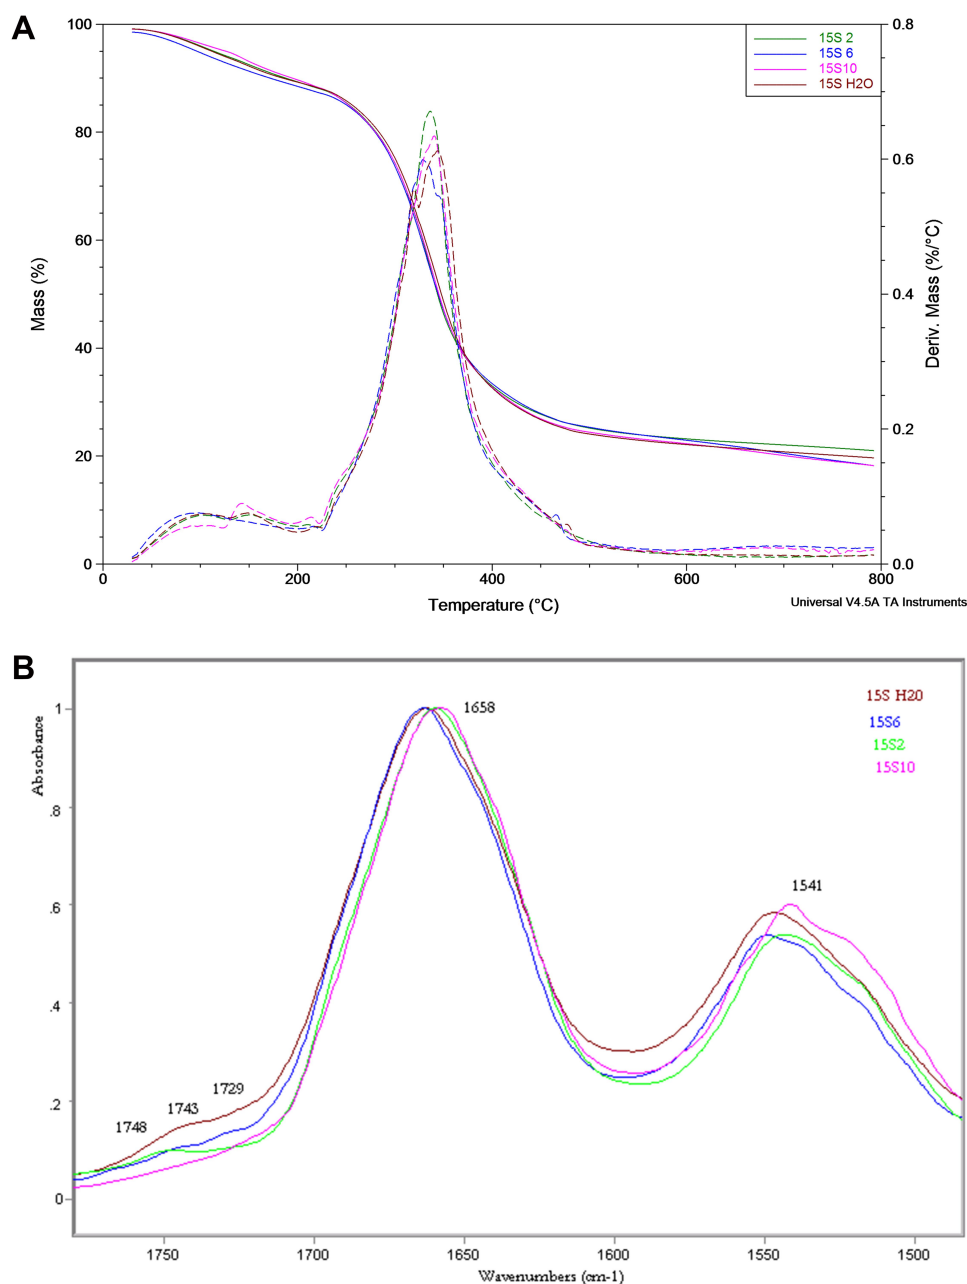 A
100
80
60
40
20
0
Mass (%)
0
200
400
600
800
Temperature (°C)
0.8
0.6
0.4
0.2
0.0
Deriv. Mass (%/°C)
15S 2
15S 6
15S10
15S H2O
Universal V4.5A TA Instruments
B
Absorbance
1
.8
.6
.4
.2
0
1748
1743
1729
1658
1541
15S H20
15S6
15S2
15S10
1750
1700
1650
1600
1550
1500
Wavenumbers (cm-1)